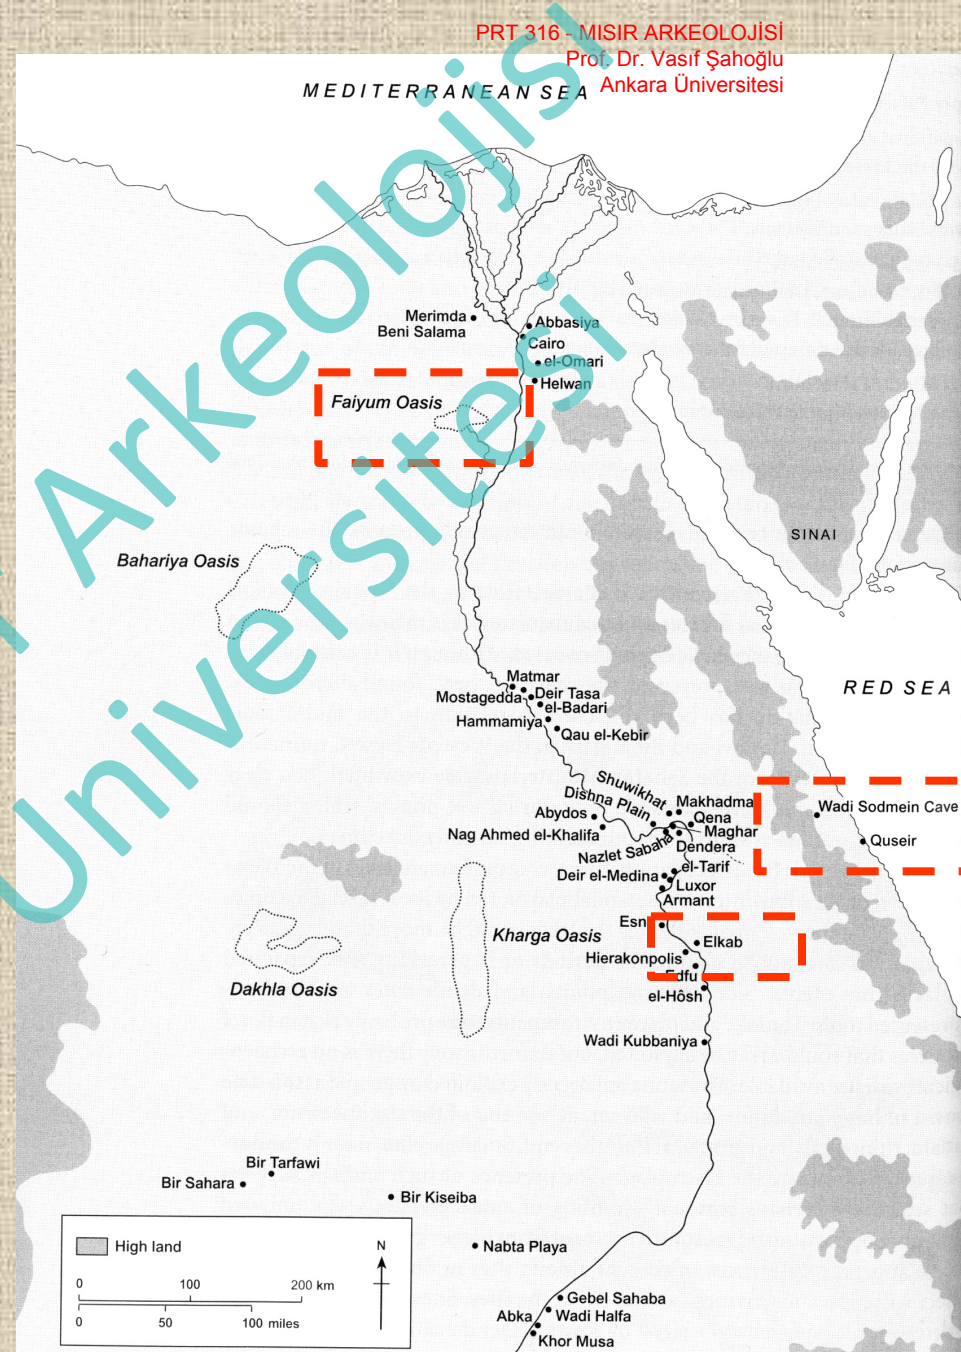 PRT 316 - MISIR ARKEOLOJİSİ
Prof. Dr. Vasıf Şahoğlu
Ankara Üniversitesi
MEDITERRANEAN SEA
Arkeolojisi
Üniversitesi
Merimda
Beni Salama
Abbasiya
Cairo
el-Omari
Helwan
Faiyum Oasis
SINAI
Bahariya Oasis
Matmar
Mostagedda
Deir Tasa
el-Badari
Hammamiya
Qau el-Kebir
RED SEA
Shuwikhat
Dishna Plain
Makhadma
Abydos
Qena
Nag Ahmed el-Khalifa
Maghar
Nazlet Sabaha
Dendera
Wadi Sodmein Cave
Quseir
el-Tarif
Deir el-Medina
Luxor
Armant
Esn
Kharga Oasis
Elkab
Hierakonpolis
Edfu
el-Hôsh
Dakhla Oasis
Wadi Kubbaniya
Bir Tarfawi
Bir Sahara
Bir Kiseiba
Nabta Playa
High land
N
0 100 200 km
0 50 100 miles
Gebel Sahaba
Abka
Wadi Halfa
Khor Musa